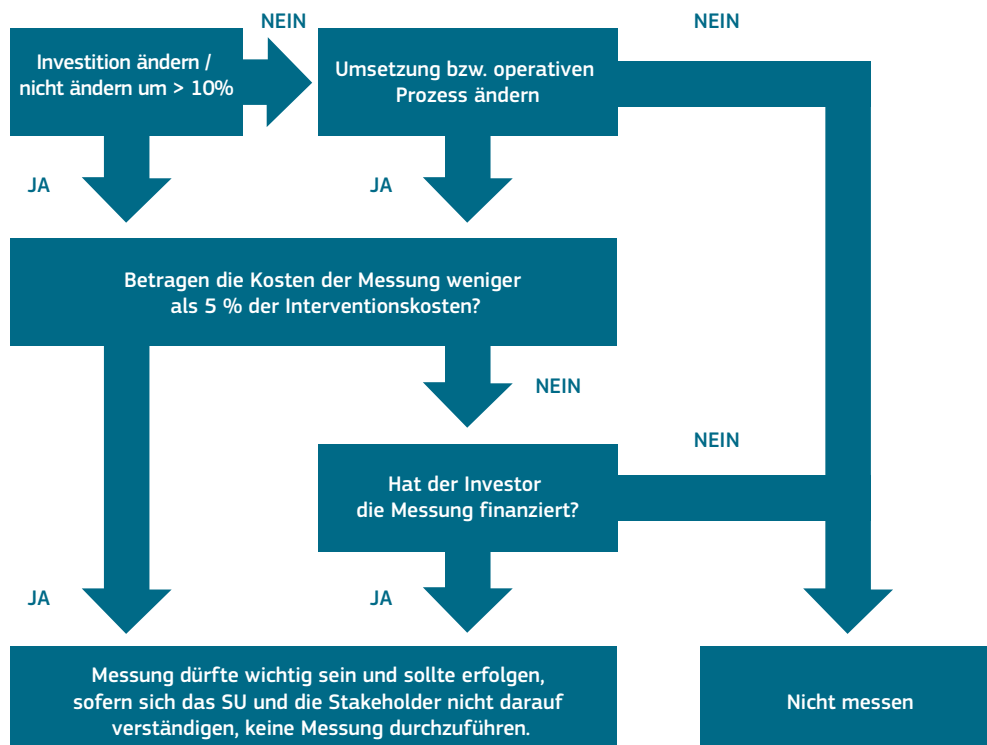 NEIN
NEIN
Investition ändern /
nicht ändern um > 10%
Umsetzung bzw. operativen
Prozess ändern
JA
JA
Betragen die Kosten der Messung weniger
als 5 % der Interventionskosten?
NEIN
NEIN
Hat der Investor
die Messung finanziert?
JA
JA
Messung dürfte wichtig sein und sollte erfolgen,
sofern sich das SU und die Stakeholder nicht darauf
verständigen, keine Messung durchzuführen.
Nicht messen